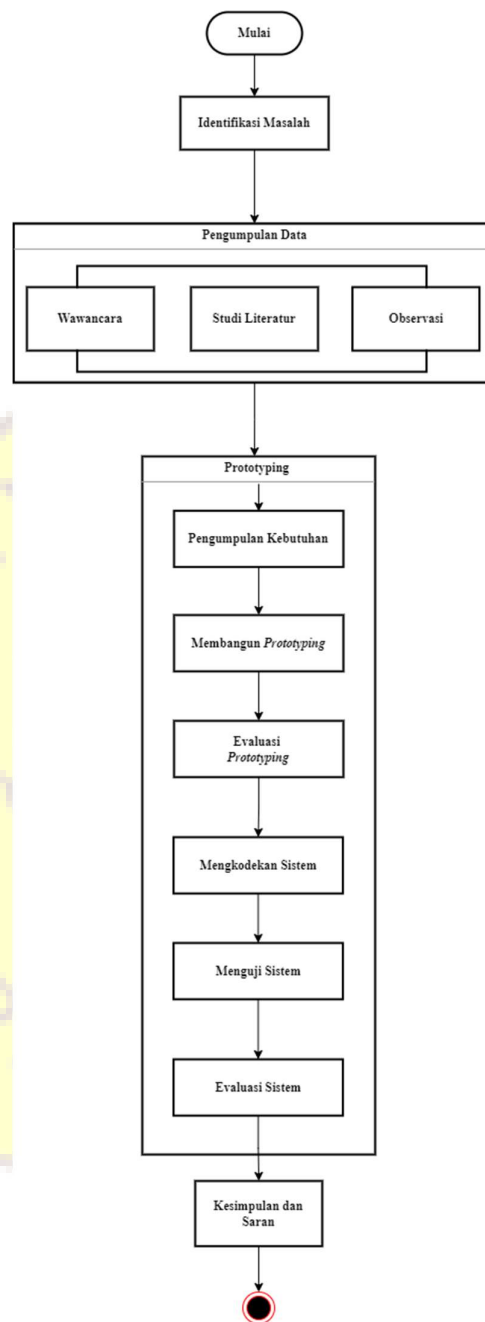 Mulai
Identifikasi Masalah
Pengumpulan Data
Wawancara
Studi Literatur
Observasi
Prototyping
Pengumpulan Kebutuhan
Membangun Prototyping
Evaluasi
Prototyping
Mengkodekan Sistem
Menguji Sistem
Evaluasi Sistem
Kesimpulan dan
Saran